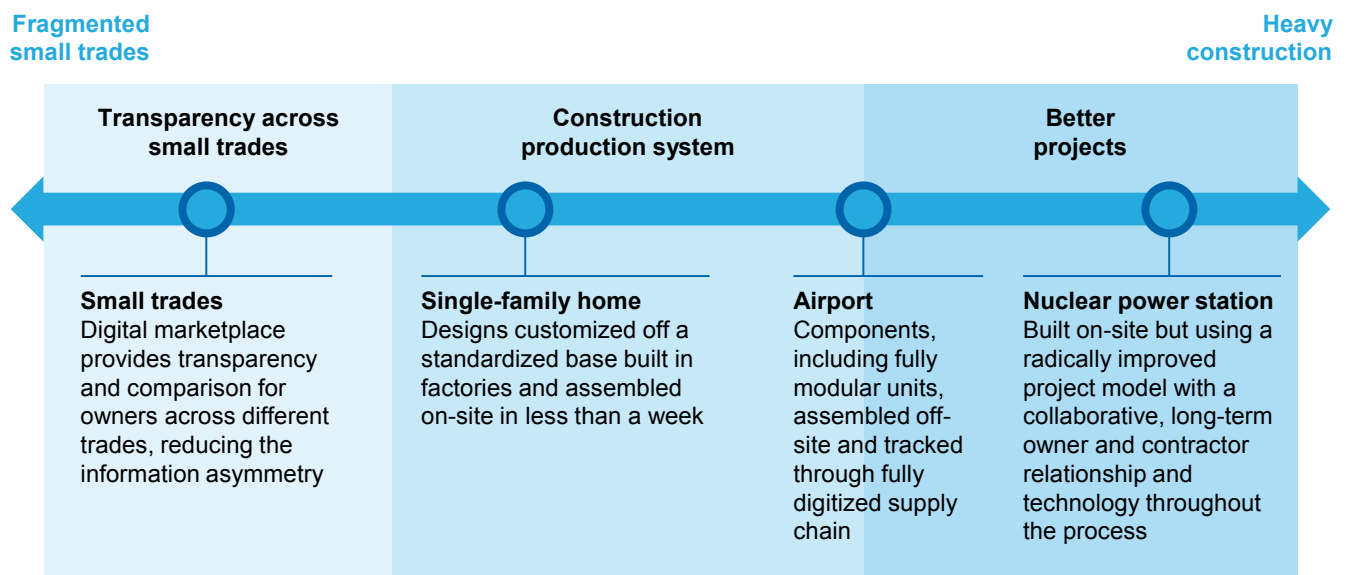 Fragmented
small trades
Heavy
construction
Transparency across
small trades
Construction
production system
Better
projects
Small trades
Digital marketplace
provides transparency
and comparison for
owners across different
trades, reducing the
information asymmetry
Single-family home
Designs customized off a
standardized base built in
factories and assembled
on-site in less than a week
Airport
Components,
including fully
modular units,
assembled off-
site and tracked
through fully
digitized supply
chain
Nuclear power station
Built on-site but using a
radically improved
project model with a
collaborative, long-term
owner and contractor
relationship and
technology throughout
the process